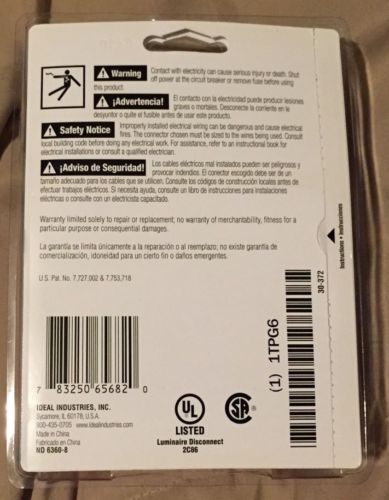 Warning Contact with electricity can cause serious injury or death. Shut
off power at the circuit breaker or remove fuse before using
this product.
¡Advertencia! El contacto con la electricidad puede producir lesiones
graves o mortales. Desconecte la corriente en le
desyuntor o quite el fusible antes de usar este producto.
Safety Notice Improperly installed electrical wiring can be dangerous and cause electrical
fires. The connector chosen must be sized to the wires being used. Consult
local building code before doing any electrical work. For assistance, refer to an instructional book for
electrical installations or consult a qualified electrician.
¡Adviso de Seguridad! Los cables eléctricos mal instalados pueden ser peligrosos y
provocar indendios. El conector escogido debe ser de un
tamaño adecuado para los cables que se utilicen. Consulte los códigos de construcción locales antes de
efectuar trabajos eléctricos. Si necesita ayuda, consulte un libro de instrucciones para instalaciones
eléctricas o consulte con un electricista capacitado.
Warranty limited solely to repair or replacement; no warranty of merchantability, fitness for a
particular purpose or consequential damages.
La garantía se limita únicamente a la reparación o al reemplazo; no existe garantía de
comercialización, idoneidad para un cierto fin o daños emergentes.
U.S. Pat. No. 7,727,002 & 7,753,718
Instructions • Instrucciones
30-372
(1) 1TPG6
7 83250 65682 0
IDEAL INDUSTRIES, INC.
Sycamore, IL 60178, U.S.A.
800-435-0705 www.idealindustries.com
Made in China
Fabricado en China
ND 6360-8
UL
LISTED
Luminaire Disconnect
2C86
SA